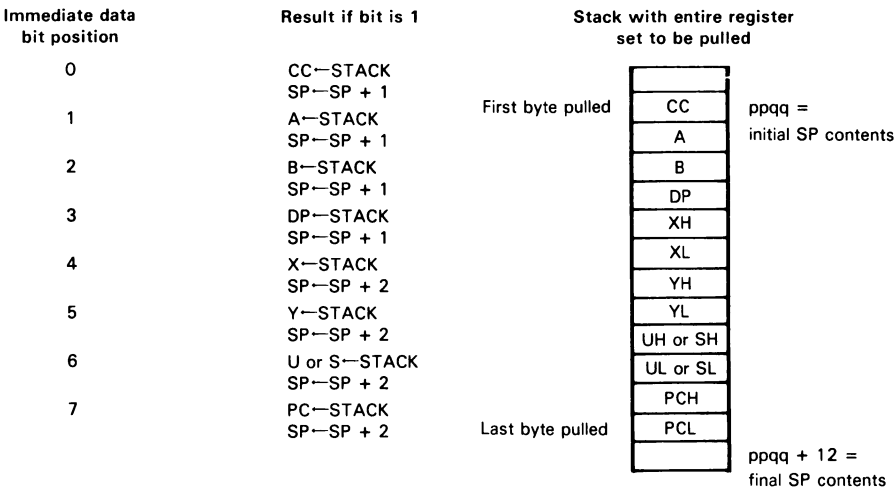 Immediate data
bit position
Result if bit is 1
Stack with entire register
set to be pulled
0
CC←STACK
SP←SP + 1
1
A←STACK
SP←SP + 1
2
B←STACK
SP←SP + 1
3
DP←STACK
SP←SP + 1
4
X←STACK
SP←SP + 2
5
Y←STACK
SP←SP + 2
6
U or S←STACK
SP←SP + 2
7
PC←STACK
SP←SP + 2
First byte pulled
CC
A
B
DP
XH
XL
YH
YL
UH or SH
UL or SL
PCH
Last byte pulled
PCL
ppqq =
initial SP contents
ppqq + 12 =
final SP contents